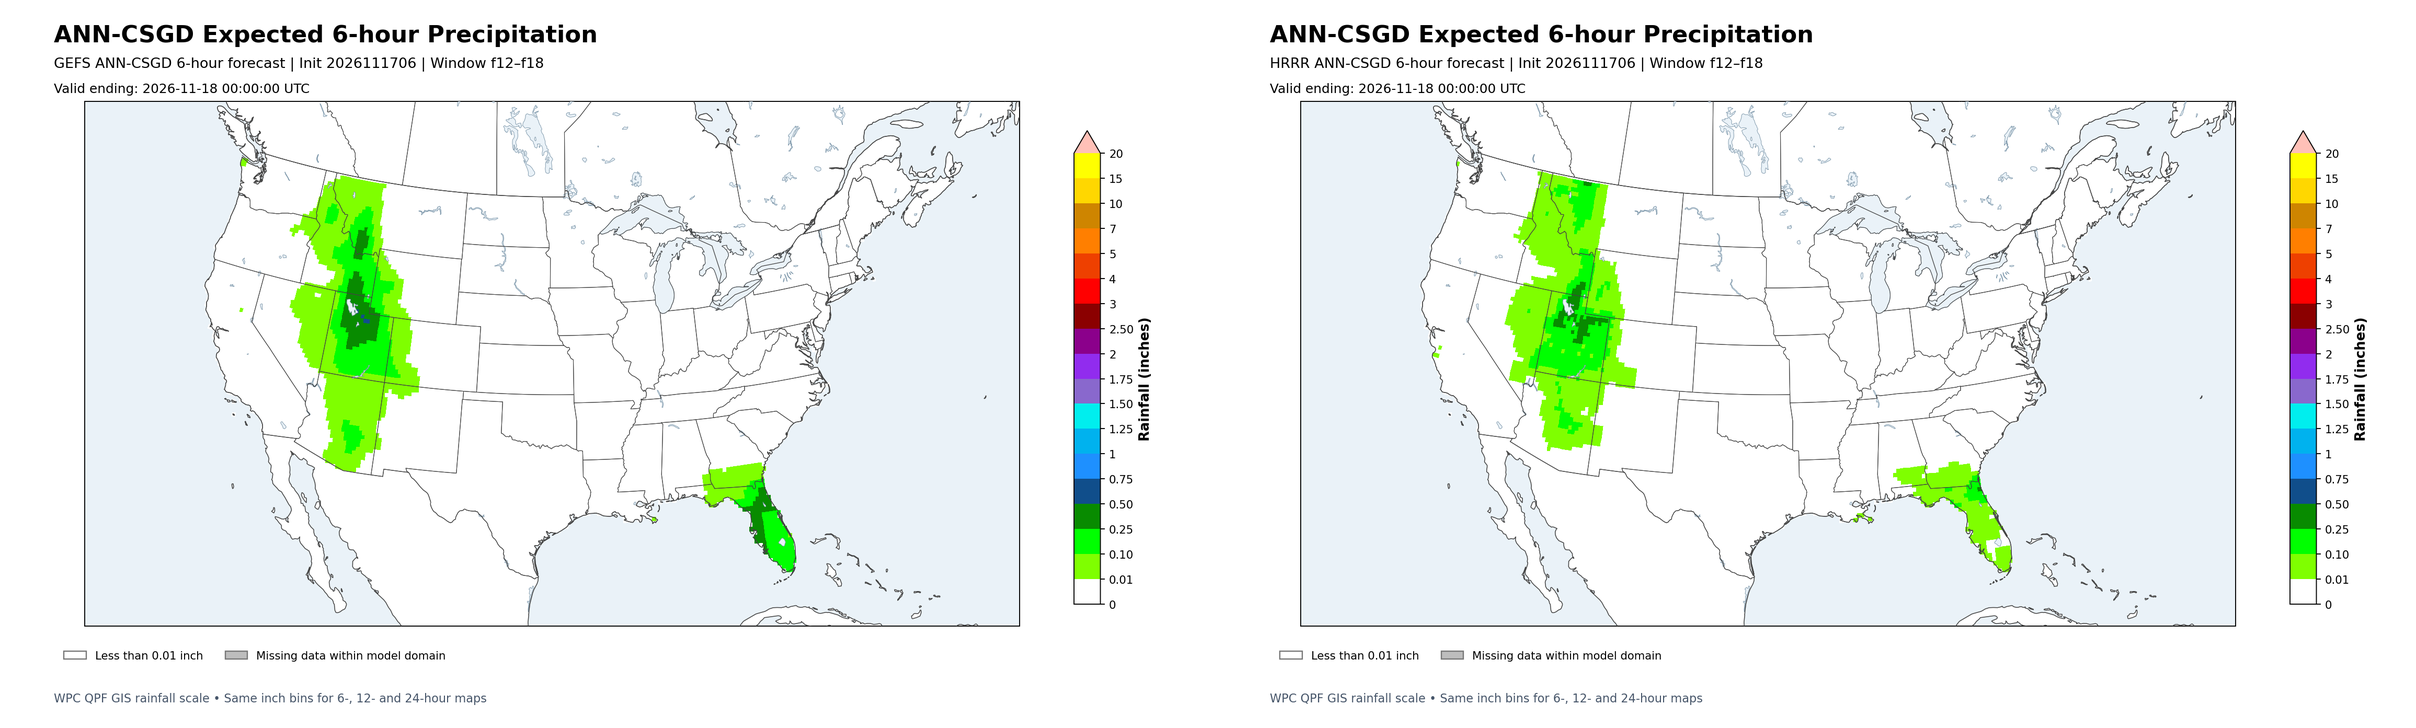 ANN-CSGD Expected 6-hour Precipitation
GEFS ANN-CSGD 6-hour forecast | Init 2026111706 | Window f12–f18
Valid ending: 2026-11-18 00:00:00 UTC
20
15
10
7
5
4
3
2.50
2
1.75
1.50
1.25
1
0.75
0.50
0.25
0.10
0.01
0
Rainfall (inches)
Less than 0.01 inch
Missing data within model domain
WPC QPF GIS rainfall scale • Same inch bins for 6-, 12- and 24-hour maps
ANN-CSGD Expected 6-hour Precipitation
HRRR ANN-CSGD 6-hour forecast | Init 2026111706 | Window f12–f18
Valid ending: 2026-11-18 00:00:00 UTC
20
15
10
7
5
4
3
2.50
2
1.75
1.50
1.25
1
0.75
0.50
0.25
0.10
0.01
0
Rainfall (inches)
Less than 0.01 inch
Missing data within model domain
WPC QPF GIS rainfall scale • Same inch bins for 6-, 12- and 24-hour maps